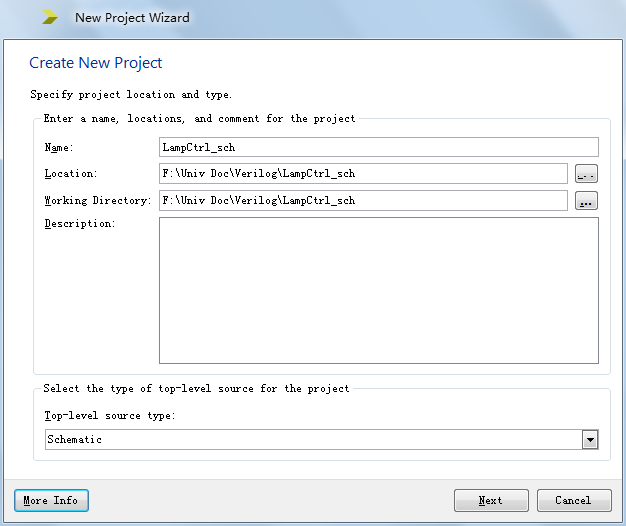 New Project Wizard
Create New Project
Specify project location and type.
Enter a name, locations, and comment for the project
Name: LampCtrl_sch
Location: F:\Univ Doc\Verilog\LampCtrl_sch ...
Working Directory: F:\Univ Doc\Verilog\LampCtrl_sch ...
Description:
Select the type of top-level source for the project
Top-level source type:
Schematic
More Info Next Cancel